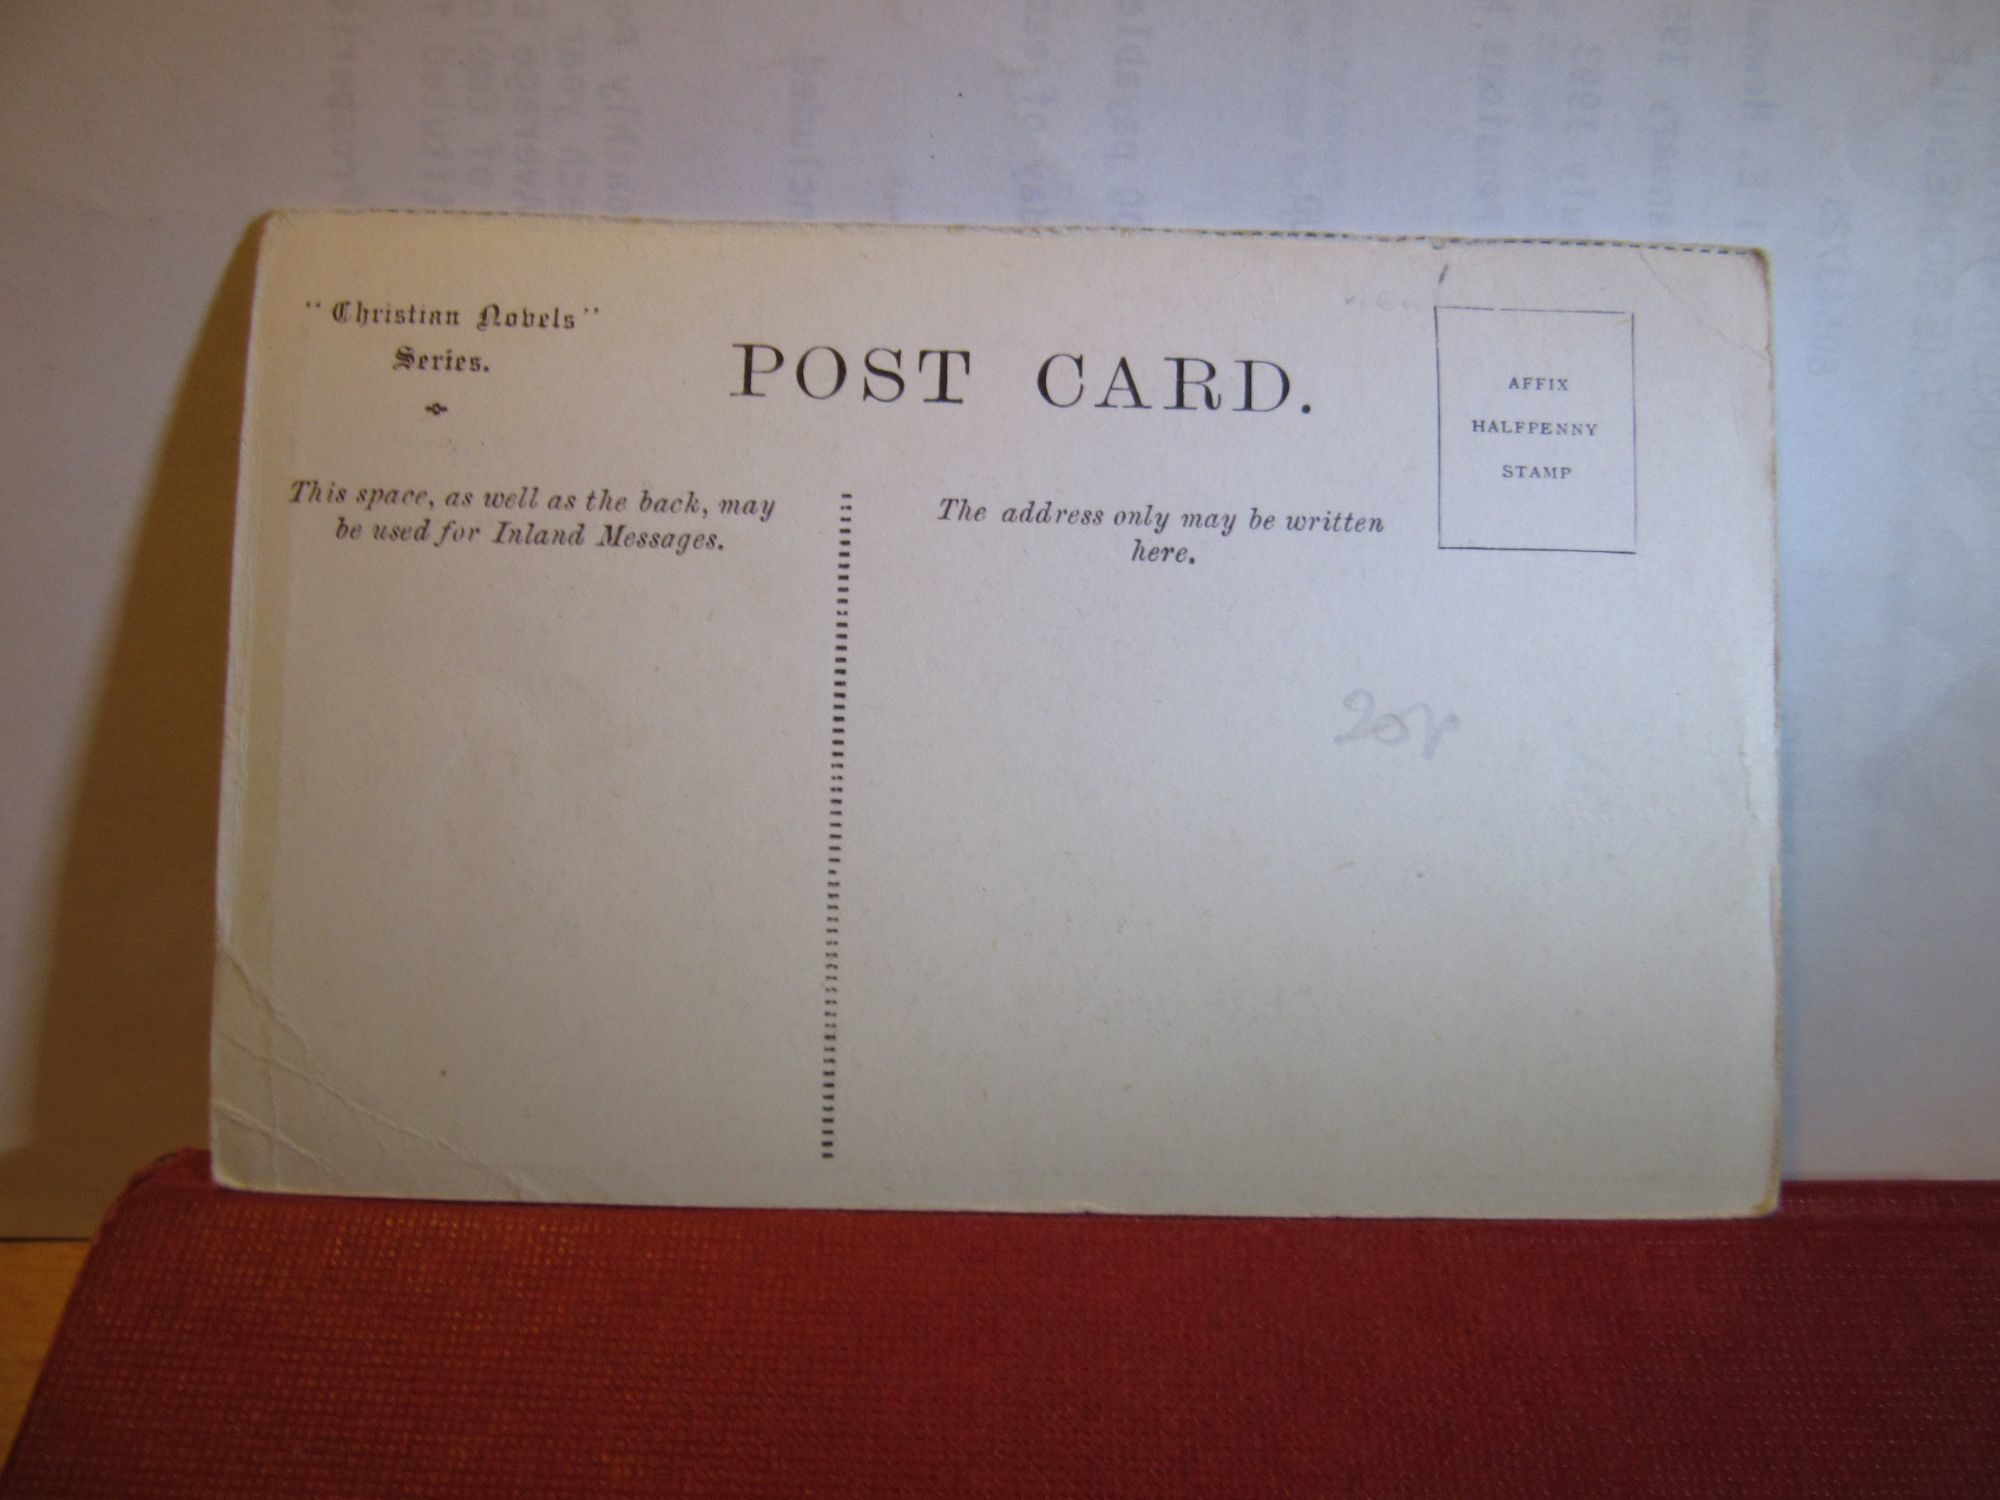 "Christian Novels"
Series.
POST CARD.
AFFIX
HALFPENNY
STAMP
This space, as well as the back, may
be used for Inland Messages.
The address only may be written
here.